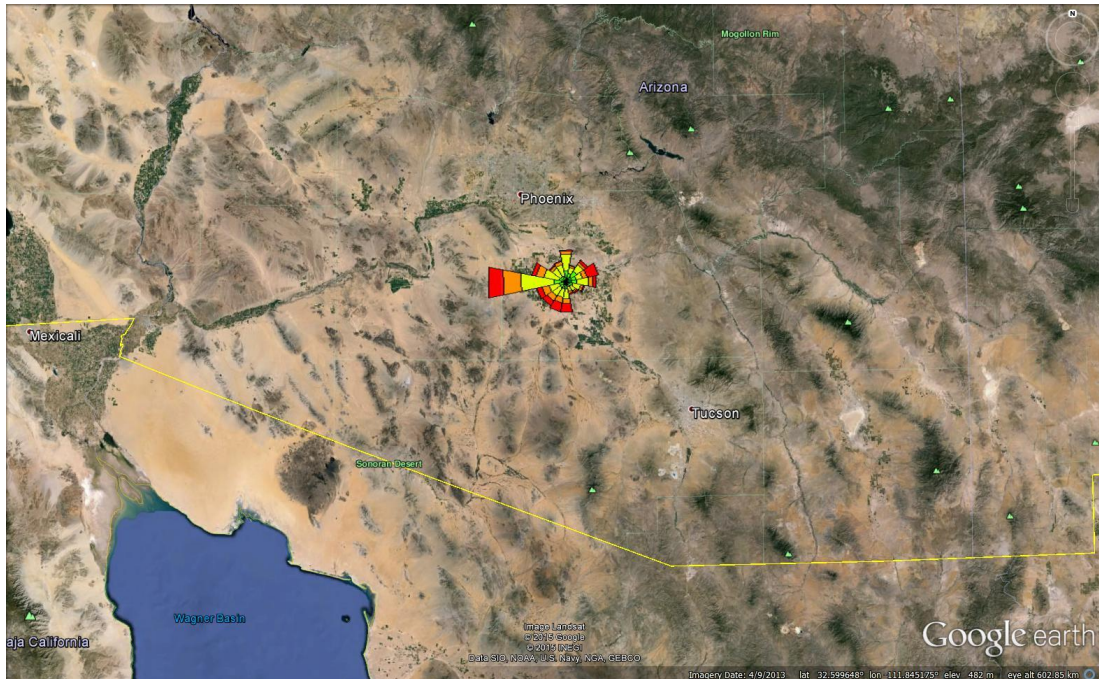 N
Mogollon Rim
Arizona
Phoenix
Mexicali
Tucson
Sonoran Desert
Wagner Basin
aja California
Image Landsat
© 2015 Google
© 2015 INEGI
Data SIO, NOAA, U.S. Navy, NGA, GEBCO
Google earth
Imagery Date: 4/9/2013 lat 32.599648° lon -111.845175° elev 482 m eye alt 602.85 km